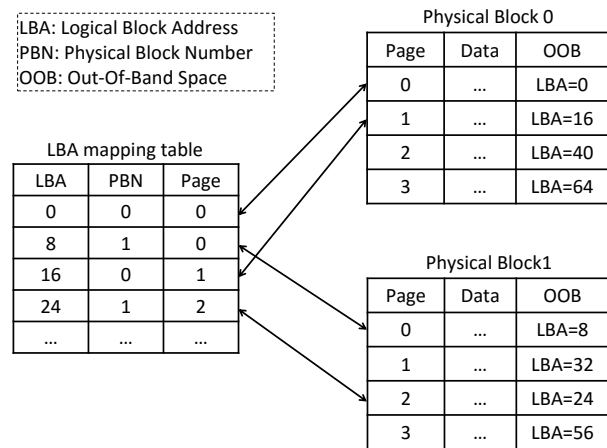 LBA: Logical Block Address
PBN: Physical Block Number
OOB: Out-Of-Band Space
LBA mapping table
LBA PBN Page
0 0 0
8 1 0
16 0 1
24 1 2
... ... ...
Physical Block 0
Page Data OOB
0 ... LBA=0
1 ... LBA=16
2 ... LBA=40
3 ... LBA=64
Physical Block1
Page Data OOB
0 ... LBA=8
1 ... LBA=32
2 ... LBA=24
3 ... LBA=56